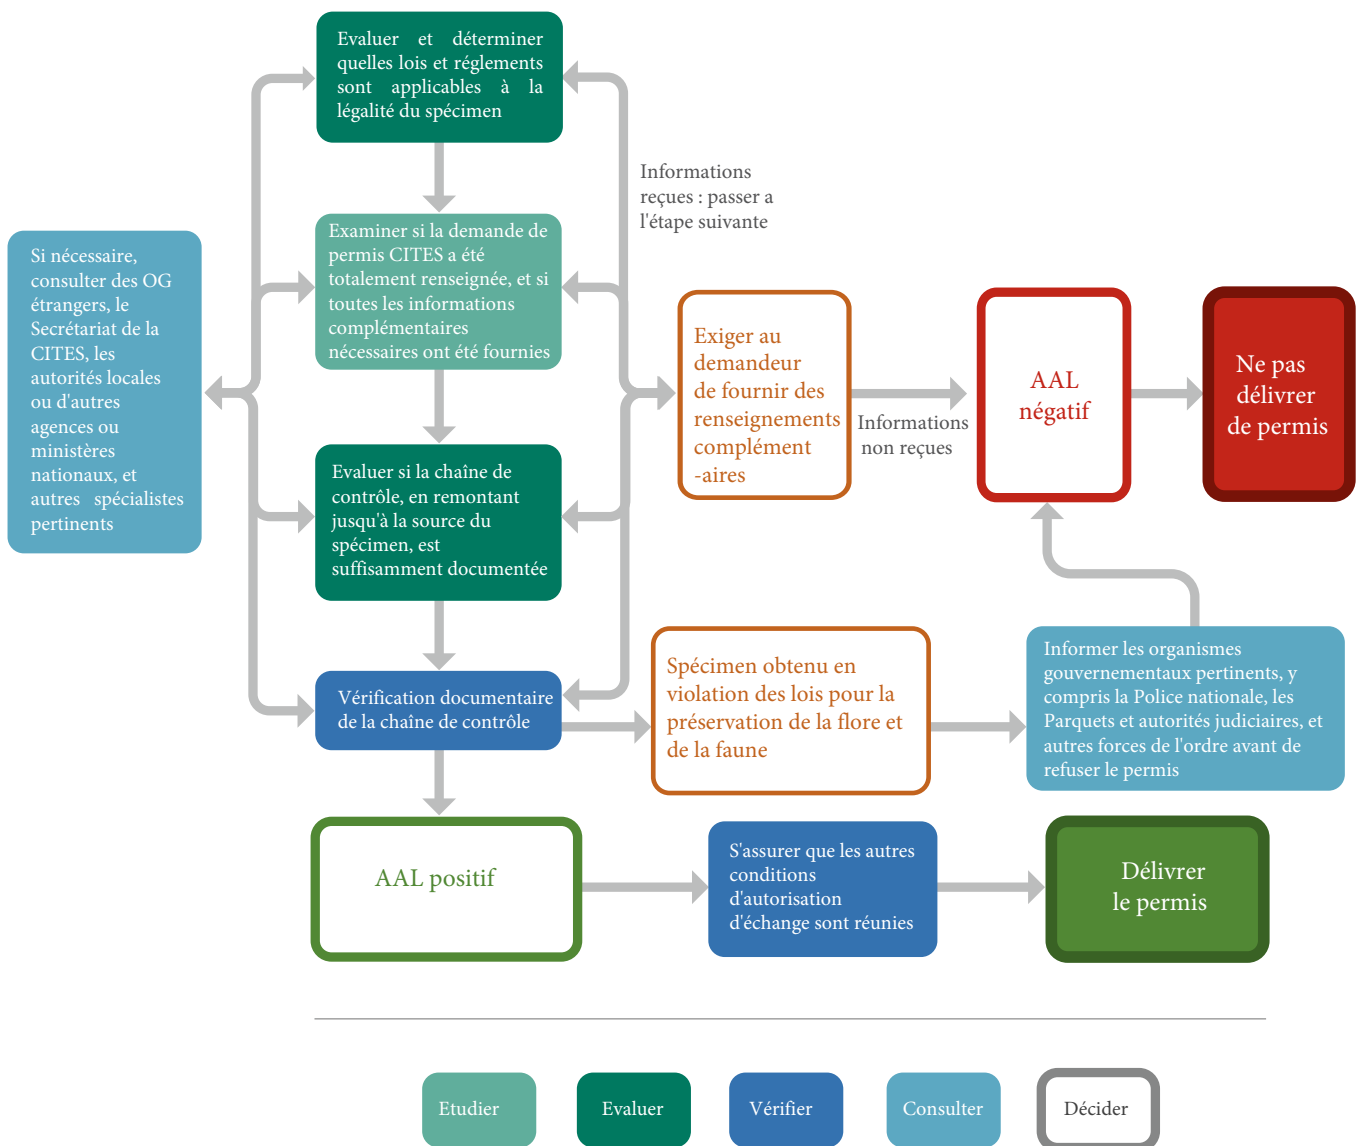 Evaluer et déterminer
quelles lois et réglements
sont applicables à la
légalité du spécimen
Informations
reçues : passer a
l'étape suivante
Examiner si la demande de
permis CITES a été
totalement renseignée, et si
toutes les informations
complémentaires
nécessaires ont été fournies
Si nécessaire,
consulter des OG
étrangers, le
Secrétariat de la
CITES, les
autorités locales
ou d'autres
agences ou
ministères
nationaux, et
autres spécialistes
pertinents
Exiger au
demandeur
de fournir des
renseignements
complément
-aires
Informations
non reçues
AAL
négatif
Ne pas
délivrer
de permis
Evaluer si la chaîne de
contrôle, en remontant
jusqu'à la source du
spécimen, est
suffisamment documentée
Vérification documentaire
de la chaîne de contrôle
Spécimen obtenu en
violation des lois pour la
préservation de la flore et
de la faune
Informer les organismes
gouvernementaux pertinents, y
compris la Police nationale, les
Parquets et autorités judiciaires, et
autres forces de l'ordre avant de
refuser le permis
AAL positif
S'assurer que les autres
conditions
d'autorisation
d'échange sont réunies
Délivrer
le permis
Etudier
Evaluer
Vérifier
Consulter
Décider